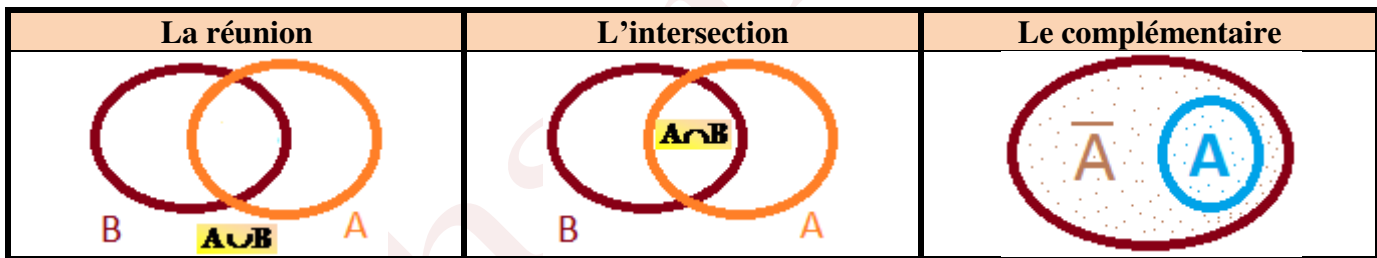 La réunion
L'intersection
Le complémentaire
B
A∪B
A
A∩B
B
A
A̅
A